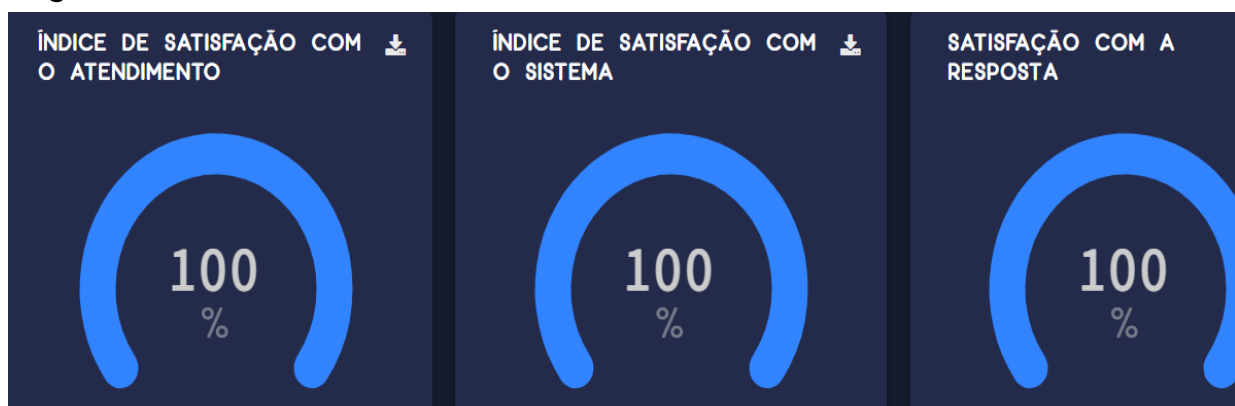 ÍNDICE DE SATISFAÇÃO COM
O ATENDIMENTO
100
%
ÍNDICE DE SATISFAÇÃO COM
O SISTEMA
100
%
SATISFAÇÃO COM A
RESPOSTA
100
%